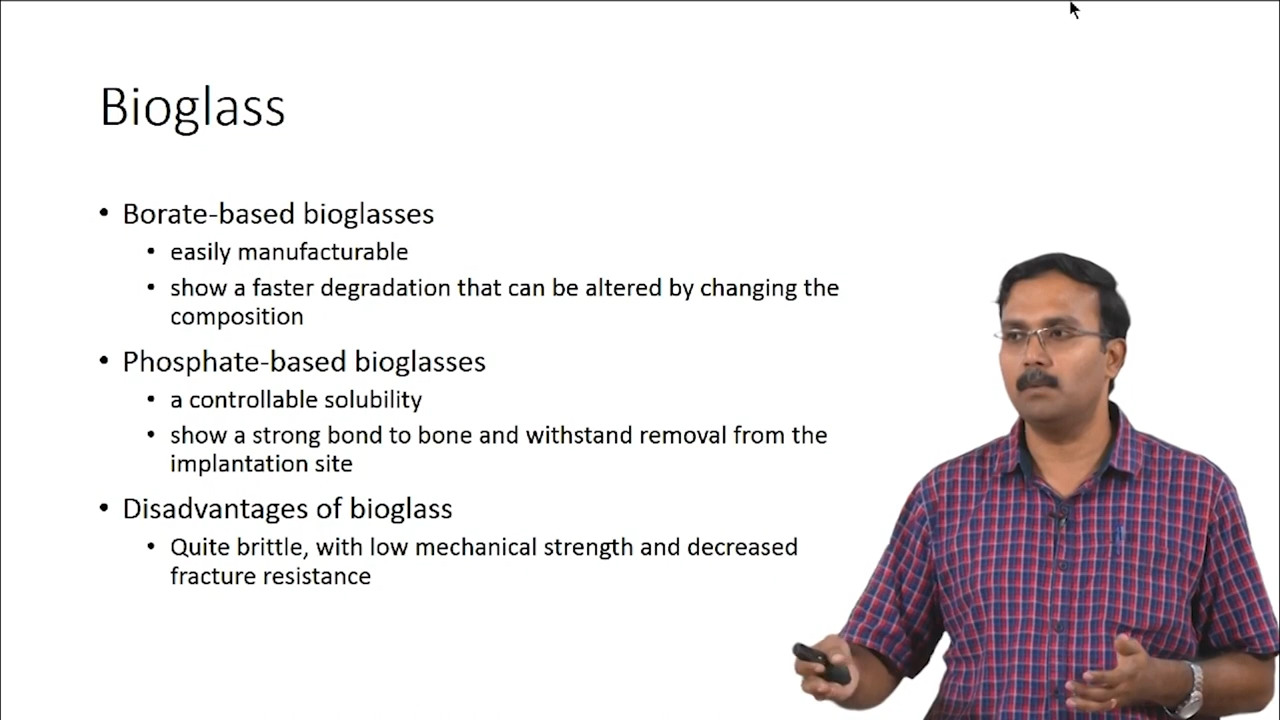 Bioglass
• Borate-based bioglasses
• easily manufacturable
• show a faster degradation that can be altered by changing the
composition
• Phosphate-based bioglasses
• a controllable solubility
• show a strong bond to bone and withstand removal from the
implantation site
• Disadvantages of bioglass
• Quite brittle, with low mechanical strength and decreased
fracture resistance